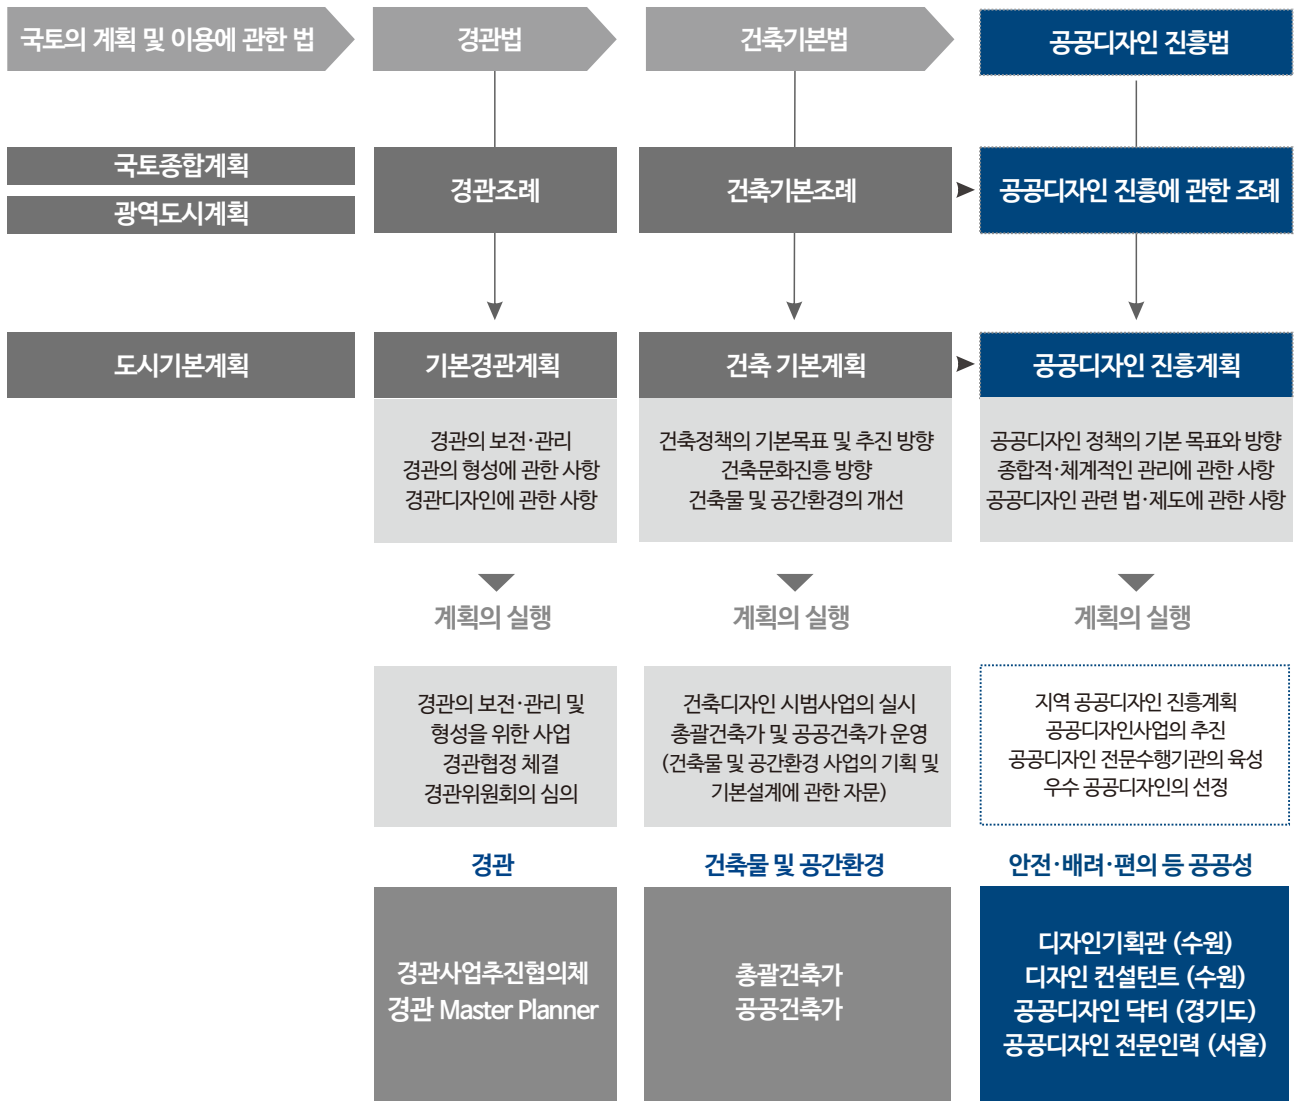 국토의 계획 및 이용에 관한 법
경관법
건축기본법
공공디자인 진흥법
국토종합계획
광역도시계획
경관조례
건축기본조례
공공디자인 진흥에 관한 조례
도시기본계획
기본경관계획
건축 기본계획
공공디자인 진흥계획
경관의 보전·관리
경관의 형성에 관한 사항
경관디자인에 관한 사항
건축정책의 기본목표 및 추진 방향
건축문화진흥 방향
건축물 및 공간환경의 개선
공공디자인 정책의 기본 목표와 방향
종합적·체계적인 관리에 관한 사항
공공디자인 관련 법·제도에 관한 사항
계획의 실행
계획의 실행
계획의 실행
경관의 보전·관리 및
형성을 위한 사업
경관협정 체결
경관위원회의 심의
건축디자인 시범사업의 실시
총괄건축가 및 공공건축가 운영
(건축물 및 공간환경 사업의 기획 및
기본설계에 관한 자문)
지역 공공디자인 진흥계획
공공디자인사업의 추진
공공디자인 전문수행기관의 육성
우수 공공디자인의 선정
경관
건축물 및 공간환경
안전·배려·편의 등 공공성
경관사업추진협의체
경관 Master Planner
총괄건축가
공공건축가
디자인기획관 (수원)
디자인 컨설턴트 (수원)
공공디자인 닥터 (경기도)
공공디자인 전문인력 (서울)